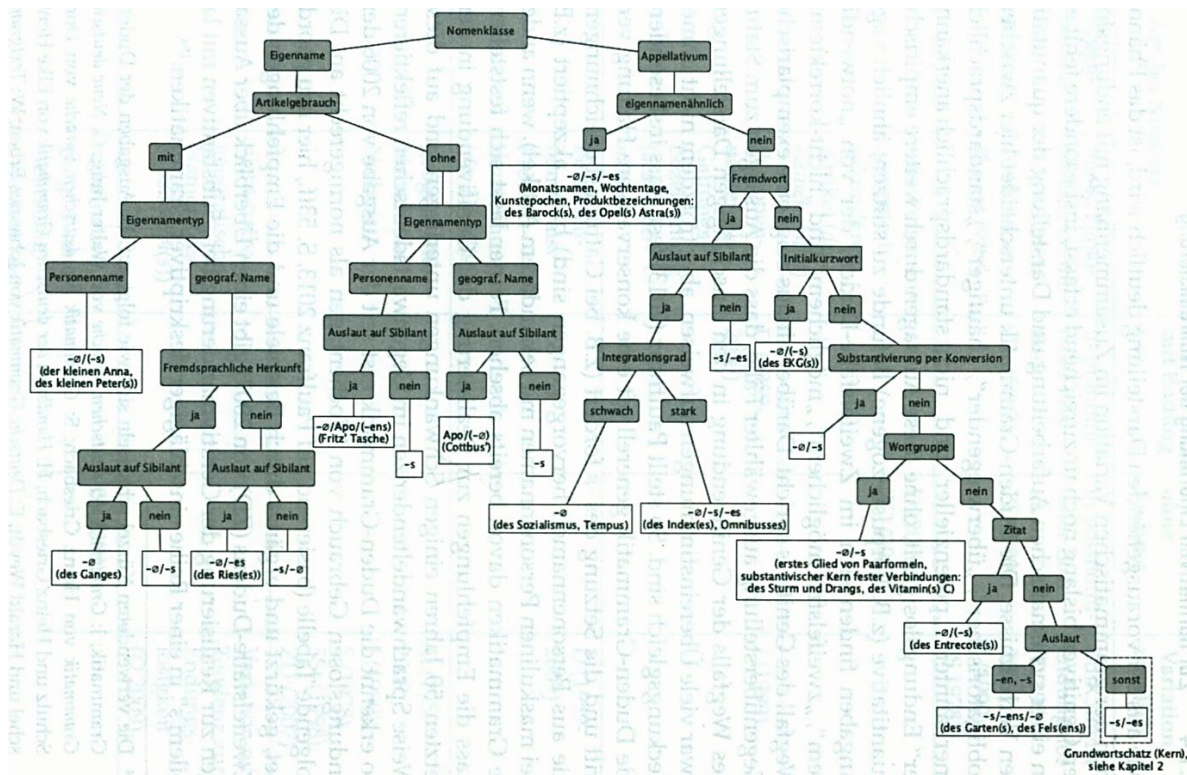 Nomenklasse
Eigenname
Appellativum
Artikelgebrauch
eigennamenähnlich
mit
ohne
ja
nein
-ø/-s/-es
(Monatsnamen, Wochtentage,
Kunstepochen, Produktbezeichnungen:
des Barock(s), des Opel(s) Astra(s))
Fremdwort
Eigennamentyp
Eigennamentyp
ja
nein
Personenname
geograf. Name
Personenname
geograf. Name
Auslaut auf Sibilant
Initialkurzwort
ja
nein
ja
nein
-ø/(-s)
(der kleinen Anna,
des kleinen Peter(s))
Fremdsprachliche Herkunft
Auslaut auf Sibilant
Auslaut auf Sibilant
Integrationsgrad
-s/-es
-ø/(-s)
(des EKG(s))
Substantivierung per Konversion
ja
nein
ja
nein
ja
nein
schwach
stark
ja
nein
-ø/Apo/(-ens)
(Fritz' Tasche)
-s
Apo/(-ø)
(Cottbus')
-s
-ø/-s
Wortgruppe
Auslaut auf Sibilant
Auslaut auf Sibilant
ja
nein
ja
nein
ja
nein
-ø
(des Sozialismus, Tempus)
-ø/-s/-es
(des Index(es), Omnibusses)
Zitat
-ø
(des Ganges)
-ø/-s
-ø/-es
(des Ries(es))
-s/-ø
-ø/-s
(erstes Glied von Paarformeln,
substantivischer Kern fester Verbindungen:
des Sturm und Drangs, des Vitamin(s) C)
ja
nein
-ø/(-s)
(des Entrecote(s))
Auslaut
-en, -s
sonst
-s/-ens/-ø
(des Garten(s), des Fels(ens))
-s/-es
Grundwortschatz (Kern),
siehe Kapitel 2